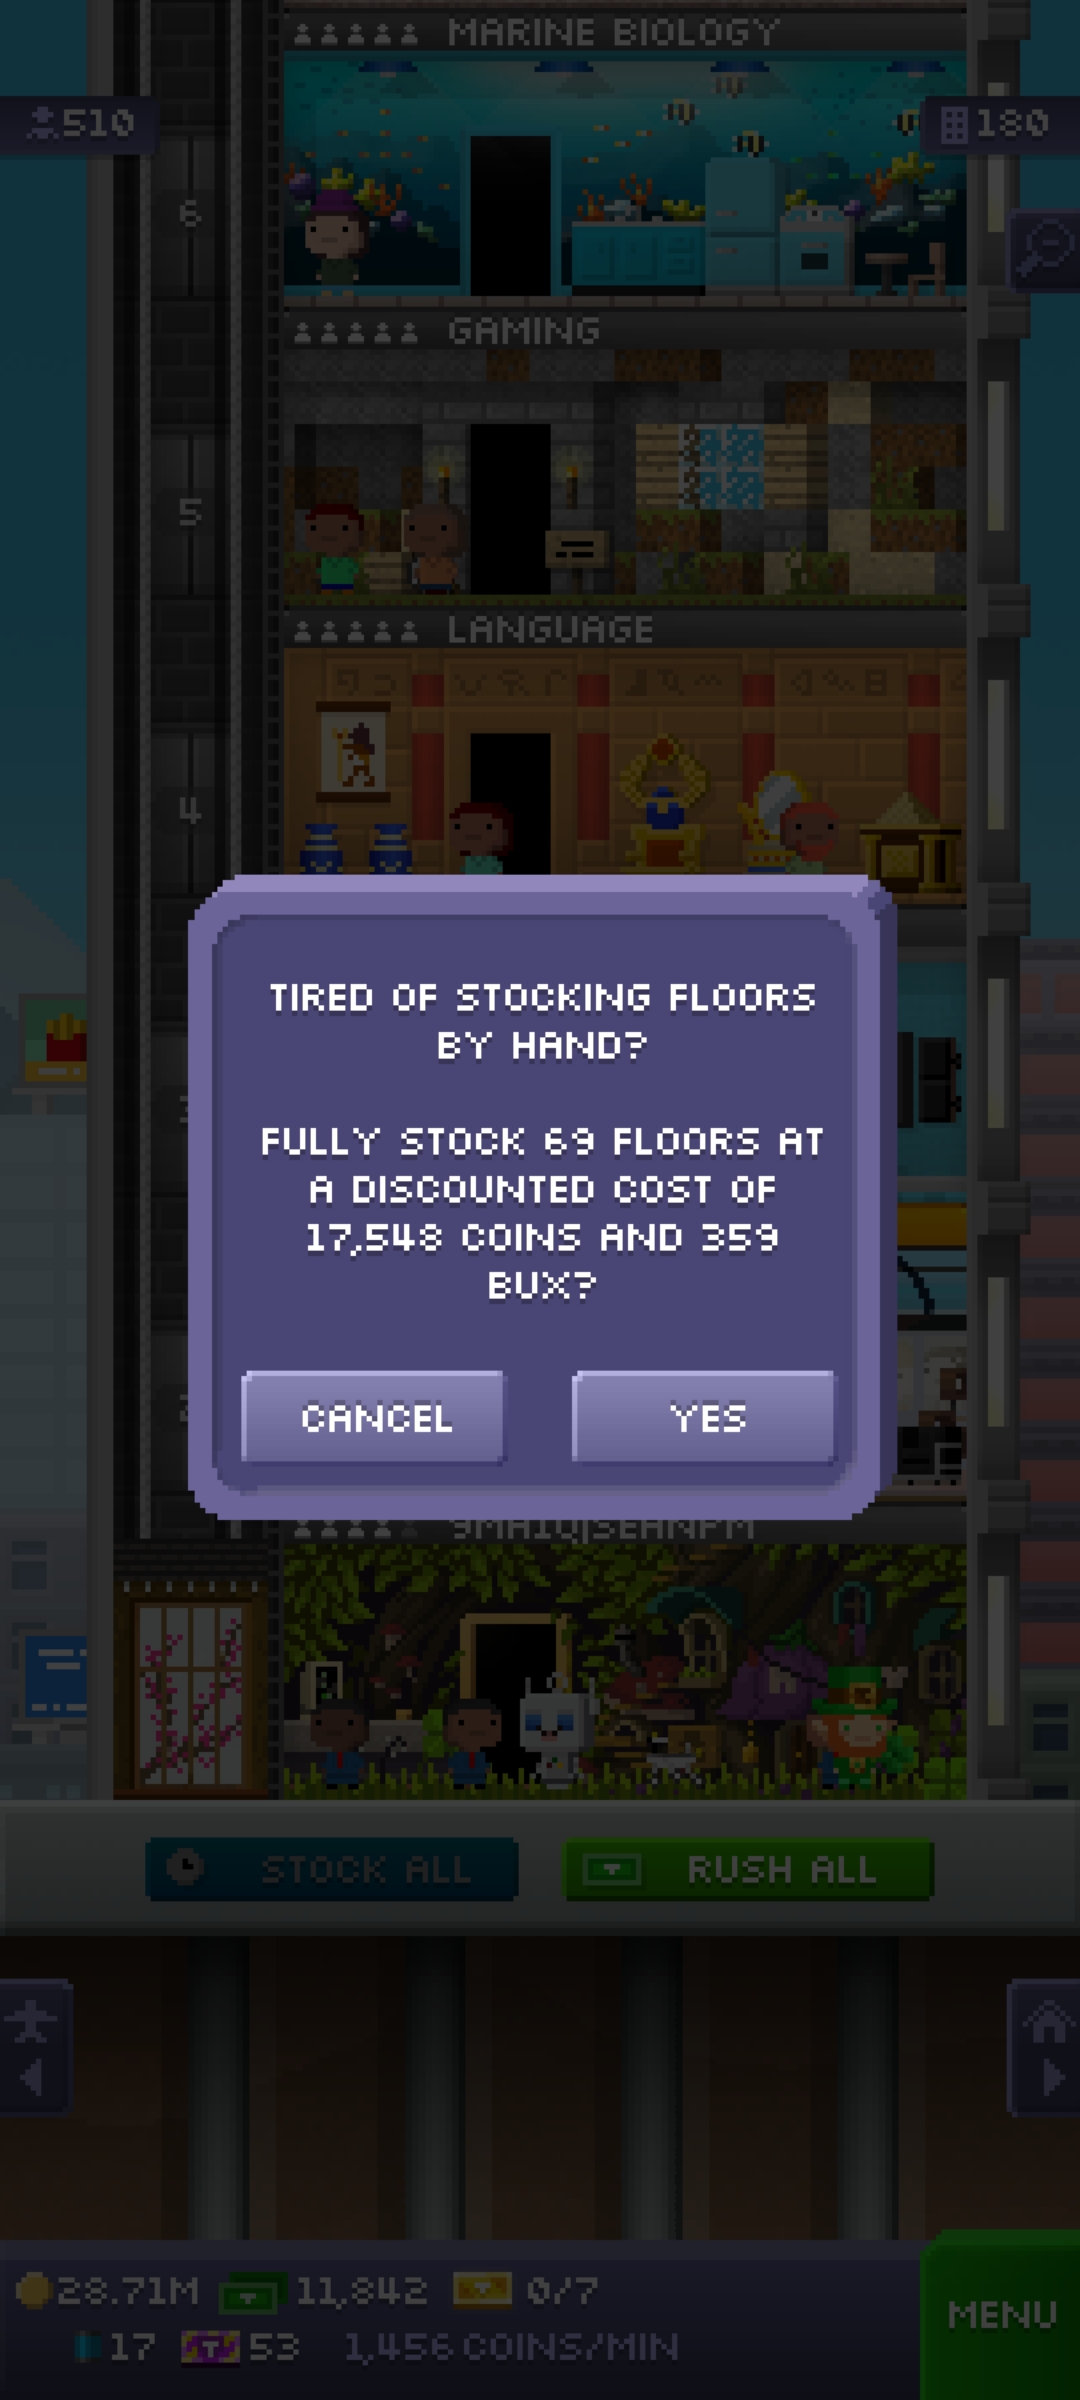 MARINE BIOLOGY
510
180
6
GAMING
5
LANGUAGE
4
TIRED OF STOCKING FLOORS
BY HAND?
FULLY STOCK 69 FLOORS AT
A DISCOUNTED COST OF
17,548 COINS AND 359
BUX?
CANCEL
YES
STOCK ALL
RUSH ALL
28.71M
11,842
0/7
17
53
1,456 COINS/MIN
MENU